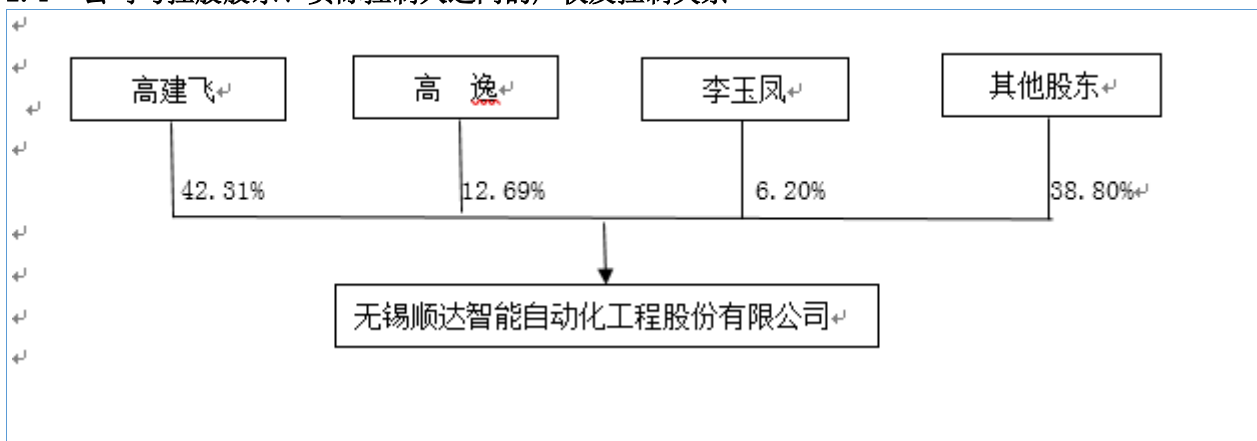 高建飞
高 逸
李玉凤
其他股东
42.31%
12.69%
6.20%
38.80%
无锡顺达智能自动化工程股份有限公司